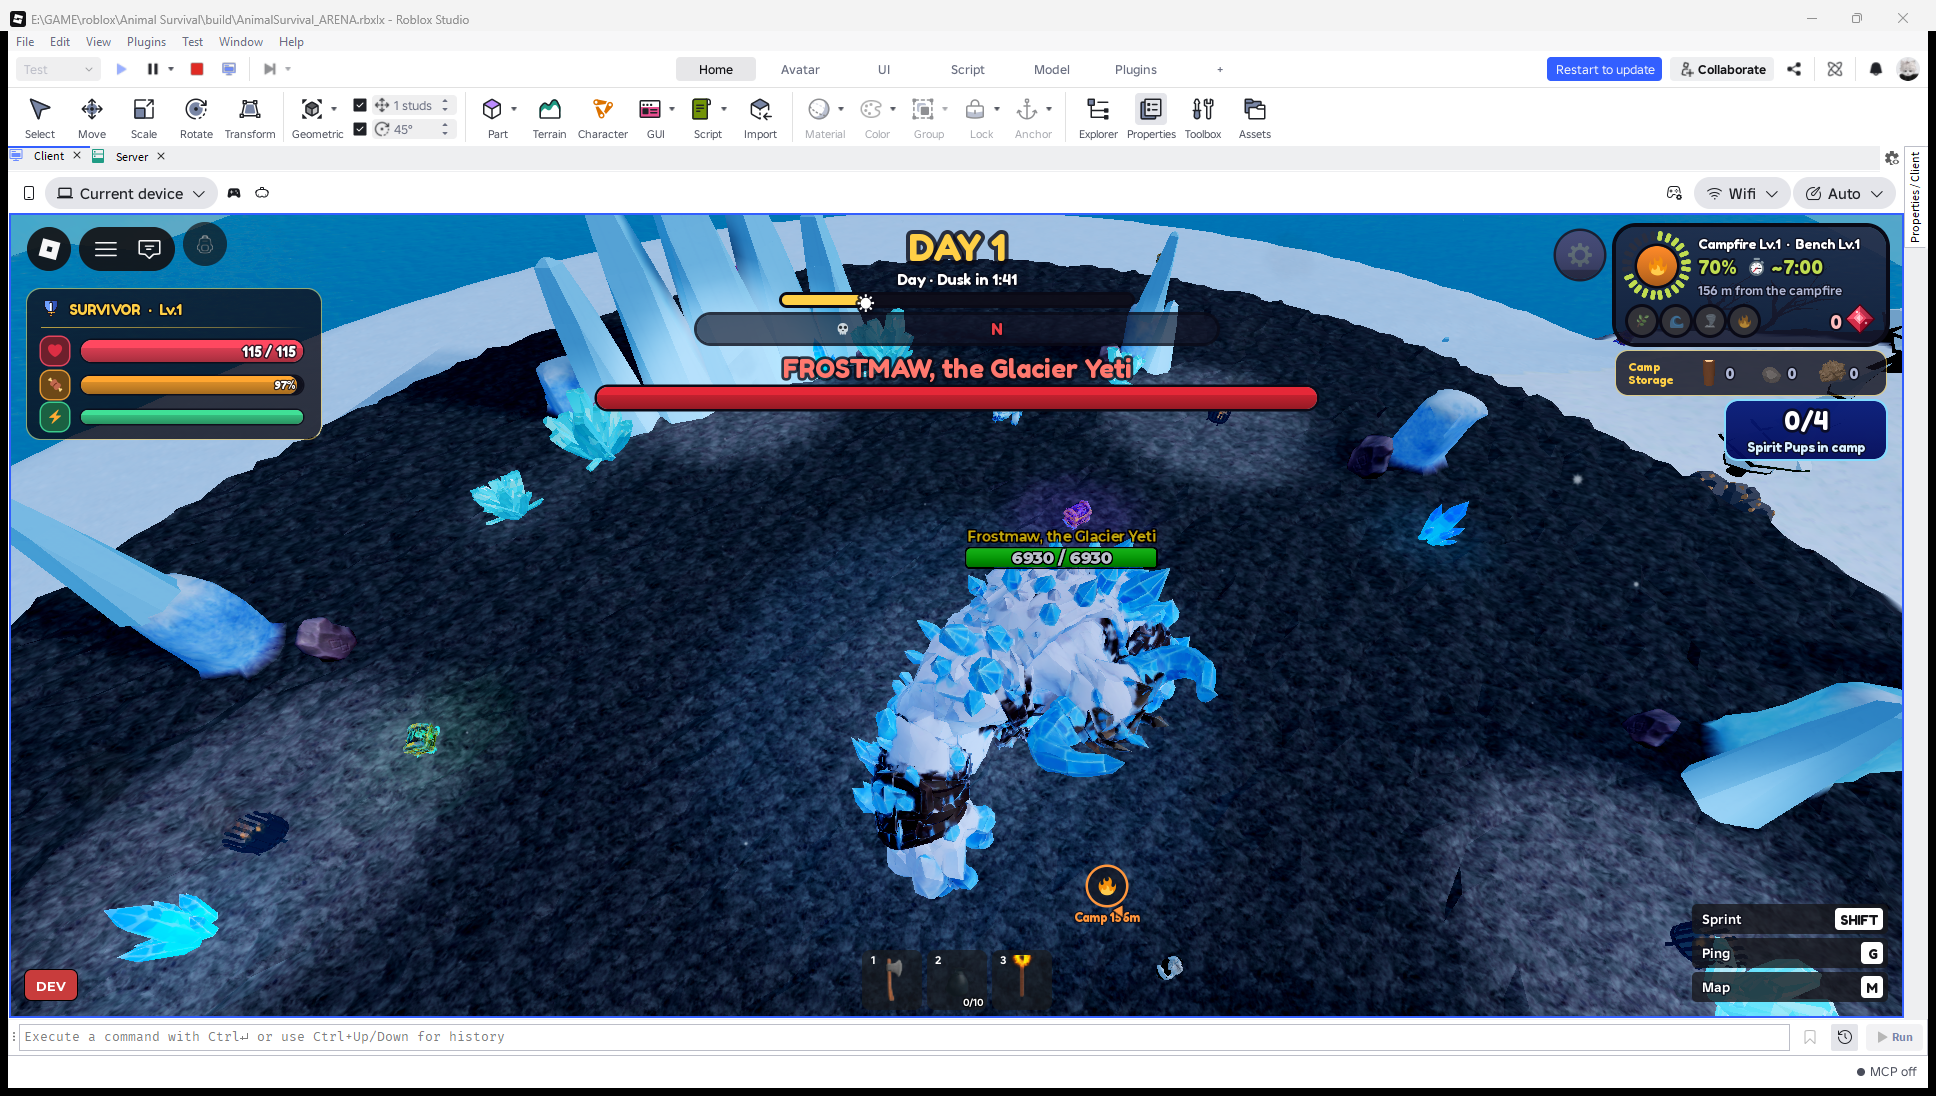 E:\GAME\roblox\Animal Survival\build\AnimalSurvival_ARENA.rbxlx - Roblox Studio
File Edit View Plugins Test Window Help
Test
Home Avatar UI Script Model Plugins +
Restart to update
Collaborate
1 studs
45°
Select Move Scale Rotate Transform Geometric Part Terrain Character GUI Script Import Material Color Group Lock Anchor Explorer Properties Toolbox Assets
Client Server
Properties / Client
Current device
Wifi
Auto
DAY 1
Day · Dusk in 1:41
N
FROSTMAW, the Glacier Yeti
SURVIVOR · Lv.1
115 / 115
97%
Campfire Lv.1 · Bench Lv.1
70% ~7:00
156 m from the campfire
0
Camp
Storage
0 0 0
0/4
Spirit Pups in camp
Frostmaw, the Glacier Yeti
6930 / 6930
Camp 156m
1 2 3
0/10
Sprint SHIFT
Ping G
Map M
DEV
Execute a command with Ctrl+↵ or use Ctrl+Up/Down for history
Run
MCP off